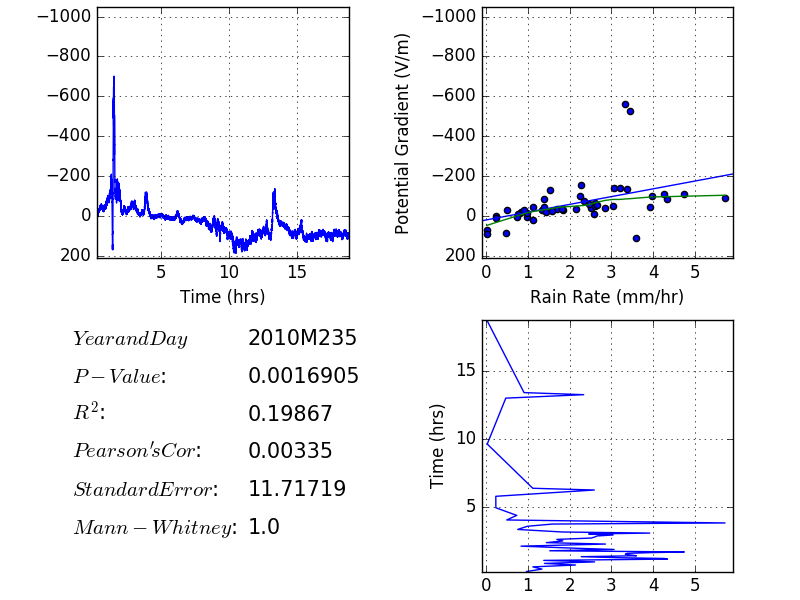 −1000
−800
−600
−400
−200
0
200
5 10 15
Time (hrs)
Potential Gradient (V/m)
−1000
−800
−600
−400
−200
0
200
0 1 2 3 4 5
Rain Rate (mm/hr)
YearandDay 2010M235
P−Value: 0.0016905
R²: 0.19867
Pearson'sCor: 0.00335
StandardError: 11.71719
Mann−Whitney: 1.0
Time (hrs)
15
10
5
0 1 2 3 4 5